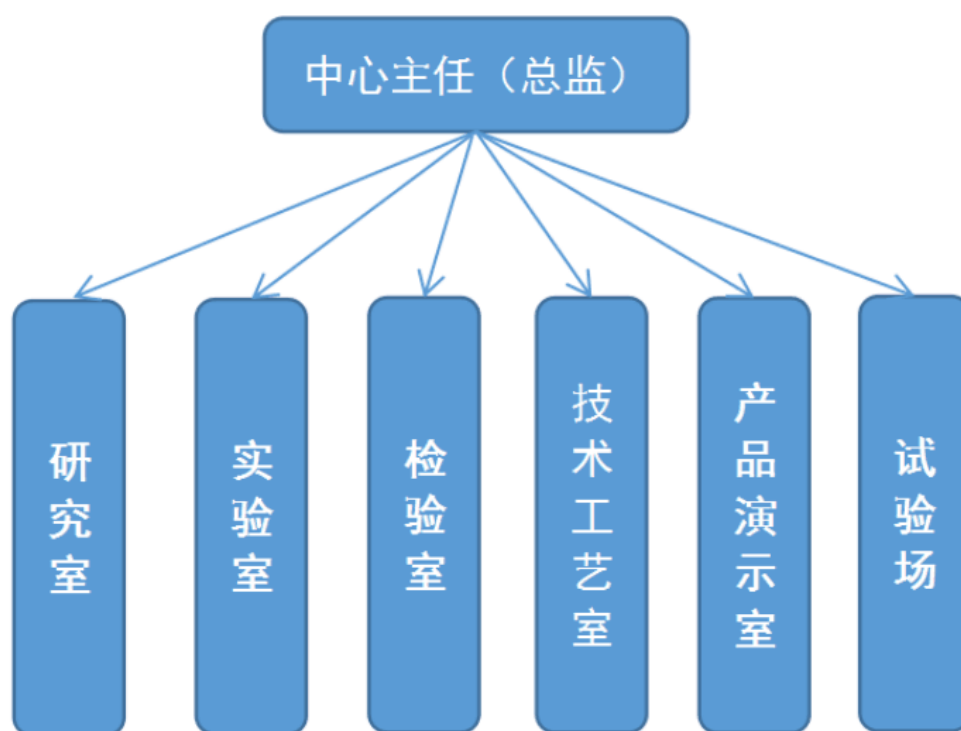 中心主任（总监）
研究室
实验室
检验室
技术工艺室
产品演示室
试验场